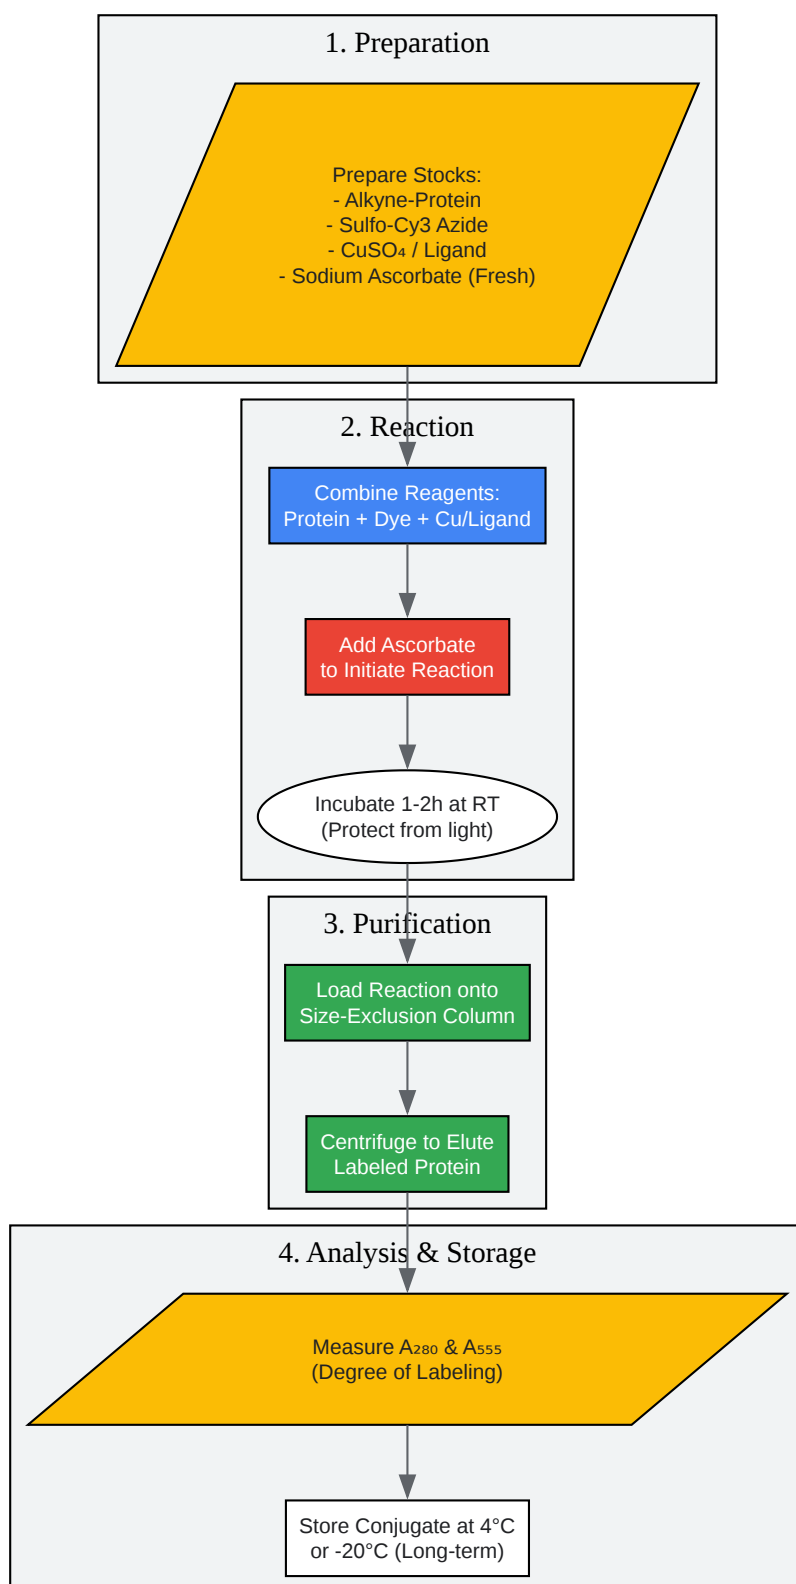 1. Preparation
Prepare Stocks:
- Alkyne-Protein
- Sulfo-Cy3 Azide
- CuSO₄ / Ligand
- Sodium Ascorbate (Fresh)
2. Reaction
Combine Reagents:
Protein + Dye + Cu/Ligand
Add Ascorbate
to Initiate Reaction
Incubate 1-2h at RT
(Protect from light)
3. Purification
Load Reaction onto
Size-Exclusion Column
Centrifuge to Elute
Labeled Protein
4. Analysis & Storage
Measure A₂₈₀ & A₅₅₅
(Degree of Labeling)
Store Conjugate at 4°C
or -20°C (Long-term)